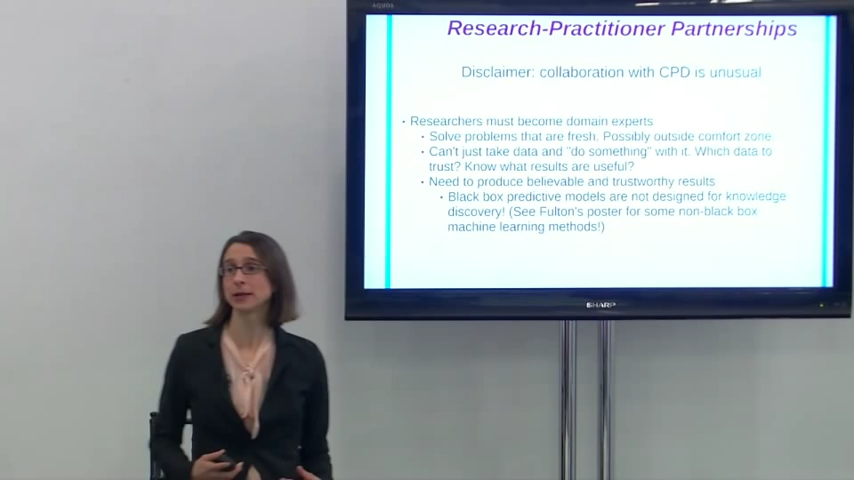 AQUOS
Research-Practitioner Partnerships
Disclaimer: collaboration with CPD is unusual
· Researchers must become domain experts
· Solve problems that are fresh. Possibly outside comfort zone.
· Can't just take data and "do something" with it. Which data to
trust? Know what results are useful?
· Need to produce believable and trustworthy results
· Black box predictive models are not designed for knowledge
discovery! (See Fulton's poster for some non-black box
machine learning methods!)
SHARP